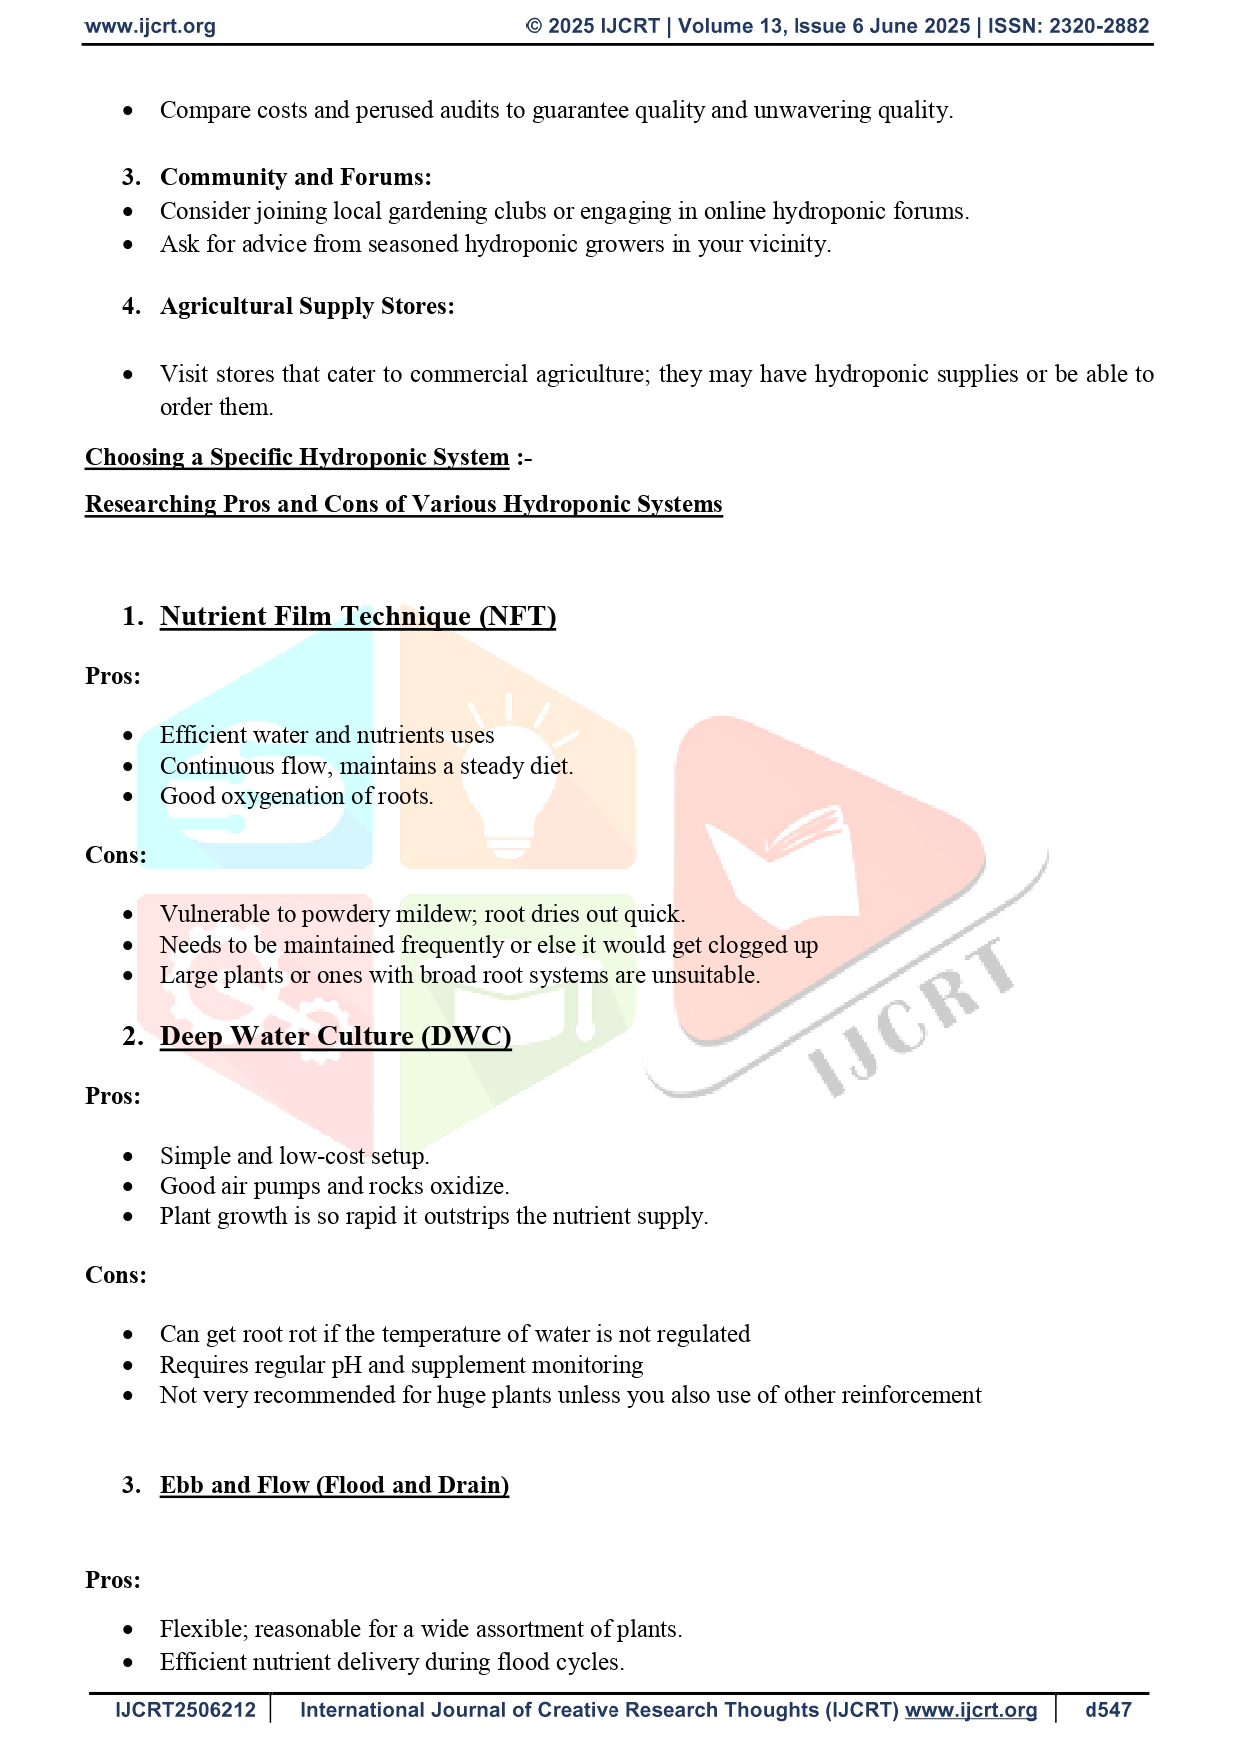 www.ijcrt.org © 2025 IJCRT | Volume 13, Issue 6 June 2025 | ISSN: 2320-2882
• Compare costs and perused audits to guarantee quality and unwavering quality.
3. Community and Forums:
• Consider joining local gardening clubs or engaging in online hydroponic forums.
• Ask for advice from seasoned hydroponic growers in your vicinity.
4. Agricultural Supply Stores:
• Visit stores that cater to commercial agriculture; they may have hydroponic supplies or be able to
order them.
Choosing a Specific Hydroponic System :-
Researching Pros and Cons of Various Hydroponic Systems
1. Nutrient Film Technique (NFT)
Pros:
• Efficient water and nutrients uses
• Continuous flow, maintains a steady diet.
• Good oxygenation of roots.
Cons:
• Vulnerable to powdery mildew; root dries out quick.
• Needs to be maintained frequently or else it would get clogged up
• Large plants or ones with broad root systems are unsuitable.
IJCRT
2. Deep Water Culture (DWC)
Pros:
• Simple and low-cost setup.
• Good air pumps and rocks oxidize.
• Plant growth is so rapid it outstrips the nutrient supply.
Cons:
• Can get root rot if the temperature of water is not regulated
• Requires regular pH and supplement monitoring
• Not very recommended for huge plants unless you also use of other reinforcement
3. Ebb and Flow (Flood and Drain)
Pros:
• Flexible; reasonable for a wide assortment of plants.
• Efficient nutrient delivery during flood cycles.
IJCRT2506212 | International Journal of Creative Research Thoughts (IJCRT) www.ijcrt.org | d547